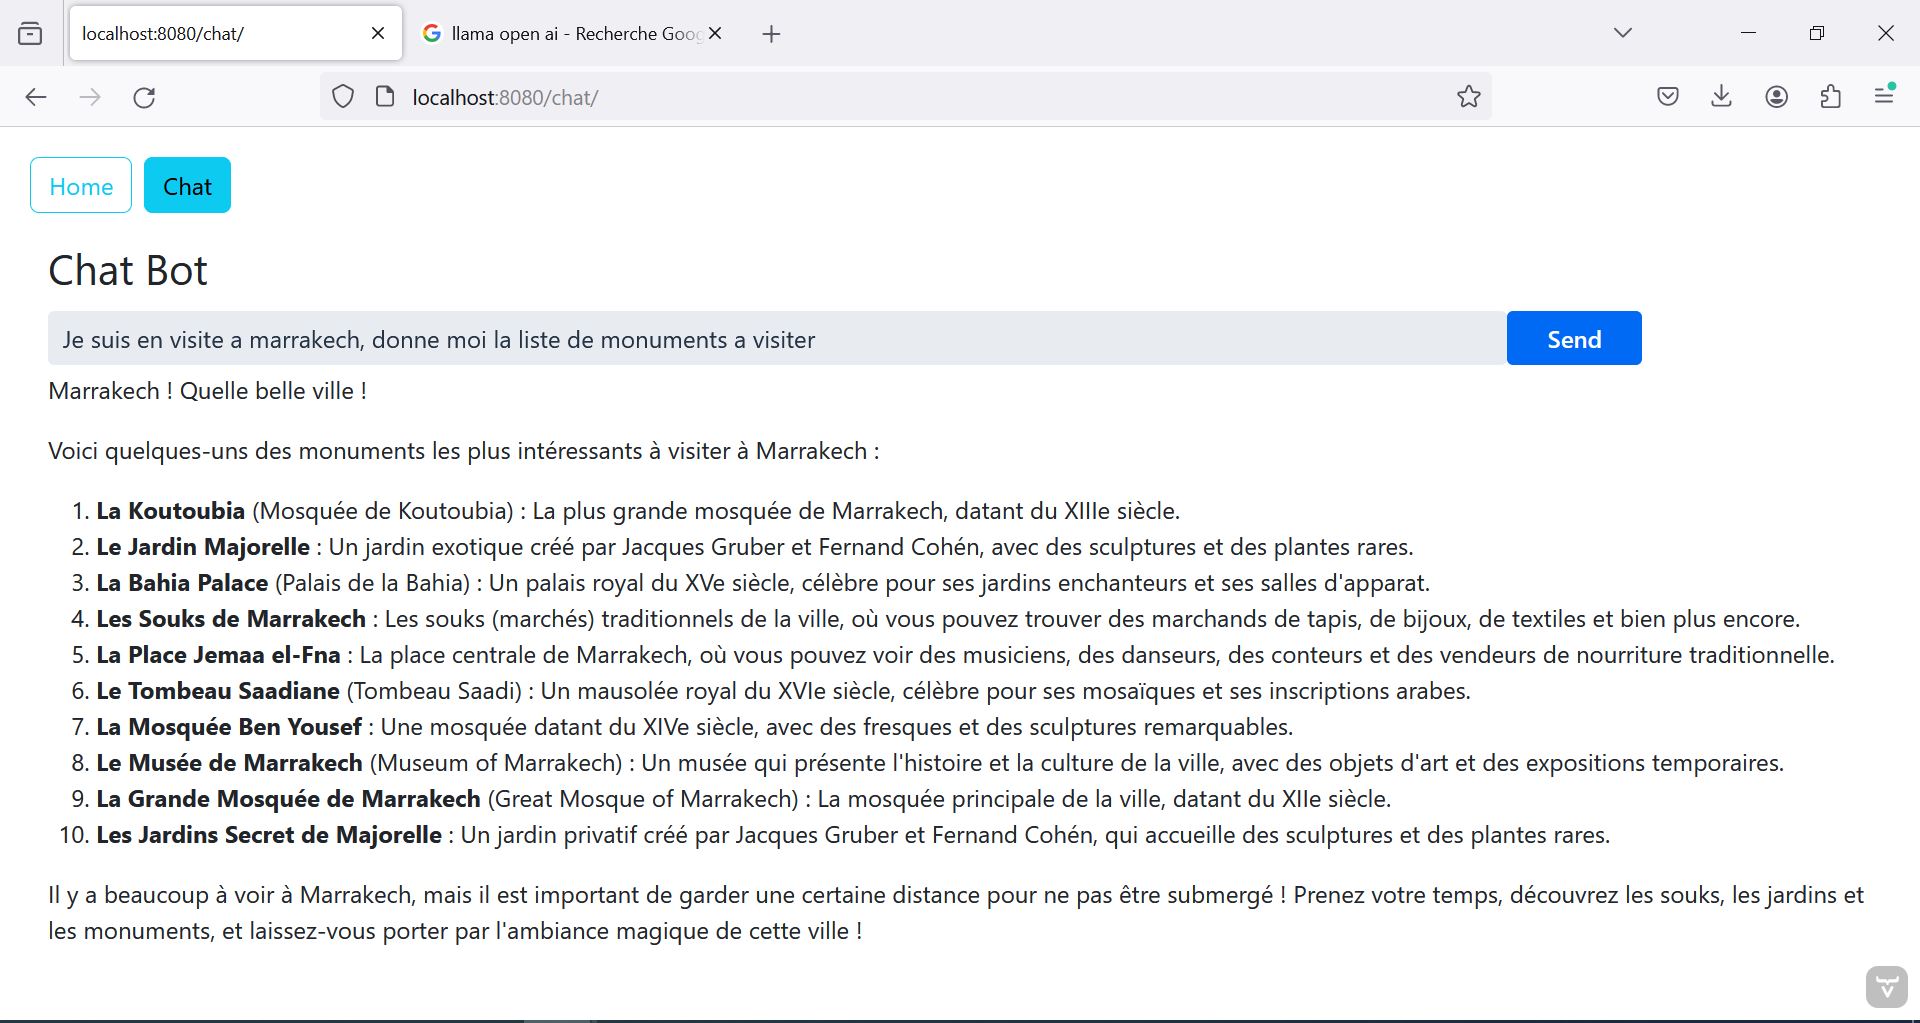 localhost:8080/chat/
llama open ai - Recherche Goog
localhost:8080/chat/
Home
Chat
Chat Bot
Je suis en visite a marrakech, donne moi la liste de monuments a visiter
Send
Marrakech ! Quelle belle ville !
Voici quelques-uns des monuments les plus intéressants à visiter à Marrakech :
1. La Koutoubia (Mosquée de Koutoubia) : La plus grande mosquée de Marrakech, datant du XIIIe siècle.
2. Le Jardin Majorelle : Un jardin exotique créé par Jacques Gruber et Fernand Cohén, avec des sculptures et des plantes rares.
3. La Bahia Palace (Palais de la Bahia) : Un palais royal du XVe siècle, célèbre pour ses jardins enchanteurs et ses salles d'apparat.
4. Les Souks de Marrakech : Les souks (marchés) traditionnels de la ville, où vous pouvez trouver des marchands de tapis, de bijoux, de textiles et bien plus encore.
5. La Place Jemaa el-Fna : La place centrale de Marrakech, où vous pouvez voir des musiciens, des danseurs, des conteurs et des vendeurs de nourriture traditionnelle.
6. Le Tombeau Saadiane (Tombeau Saadi) : Un mausolée royal du XVIe siècle, célèbre pour ses mosaïques et ses inscriptions arabes.
7. La Mosquée Ben Yousef : Une mosquée datant du XIVe siècle, avec des fresques et des sculptures remarquables.
8. Le Musée de Marrakech (Museum of Marrakech) : Un musée qui présente l'histoire et la culture de la ville, avec des objets d'art et des expositions temporaires.
9. La Grande Mosquée de Marrakech (Great Mosque of Marrakech) : La mosquée principale de la ville, datant du XIIe siècle.
10. Les Jardins Secret de Majorelle : Un jardin privatif créé par Jacques Gruber et Fernand Cohén, qui accueille des sculptures et des plantes rares.
Il y a beaucoup à voir à Marrakech, mais il est important de garder une certaine distance pour ne pas être submergé ! Prenez votre temps, découvrez les souks, les jardins et
les monuments, et laissez-vous porter par l'ambiance magique de cette ville !